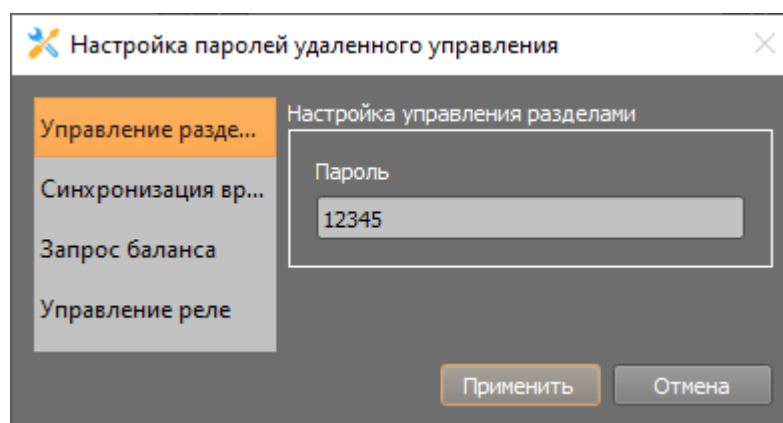 Настройка паролей удаленного управления
Управление разде...
Синхронизация вр...
Запрос баланса
Управление реле
Настройка управления разделами
Пароль
12345
Применить
Отмена